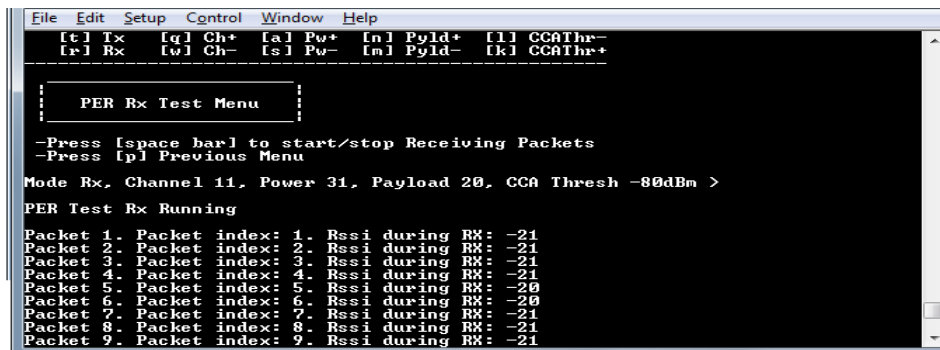 File Edit Setup Control Window Help
[t] Tx [q] Ch+ [a] Pw+ [n] Pyld+ [l] CCAThr-
[r] Rx [w] Ch- [s] Pw- [m] Pyld- [k] CCAThr+
PER Rx Test Menu
-Press [space bar] to start/stop Receiving Packets
-Press [p] Previous Menu
Mode Rx, Channel 11, Power 31, Payload 20, CCA Thresh -80dBm >
PER Test Rx Running
Packet 1. Packet index: 1. Rssi during RX: -21
Packet 2. Packet index: 2. Rssi during RX: -21
Packet 3. Packet index: 3. Rssi during RX: -21
Packet 4. Packet index: 4. Rssi during RX: -21
Packet 5. Packet index: 5. Rssi during RX: -20
Packet 6. Packet index: 6. Rssi during RX: -20
Packet 7. Packet index: 7. Rssi during RX: -21
Packet 8. Packet index: 8. Rssi during RX: -21
Packet 9. Packet index: 9. Rssi during RX: -21